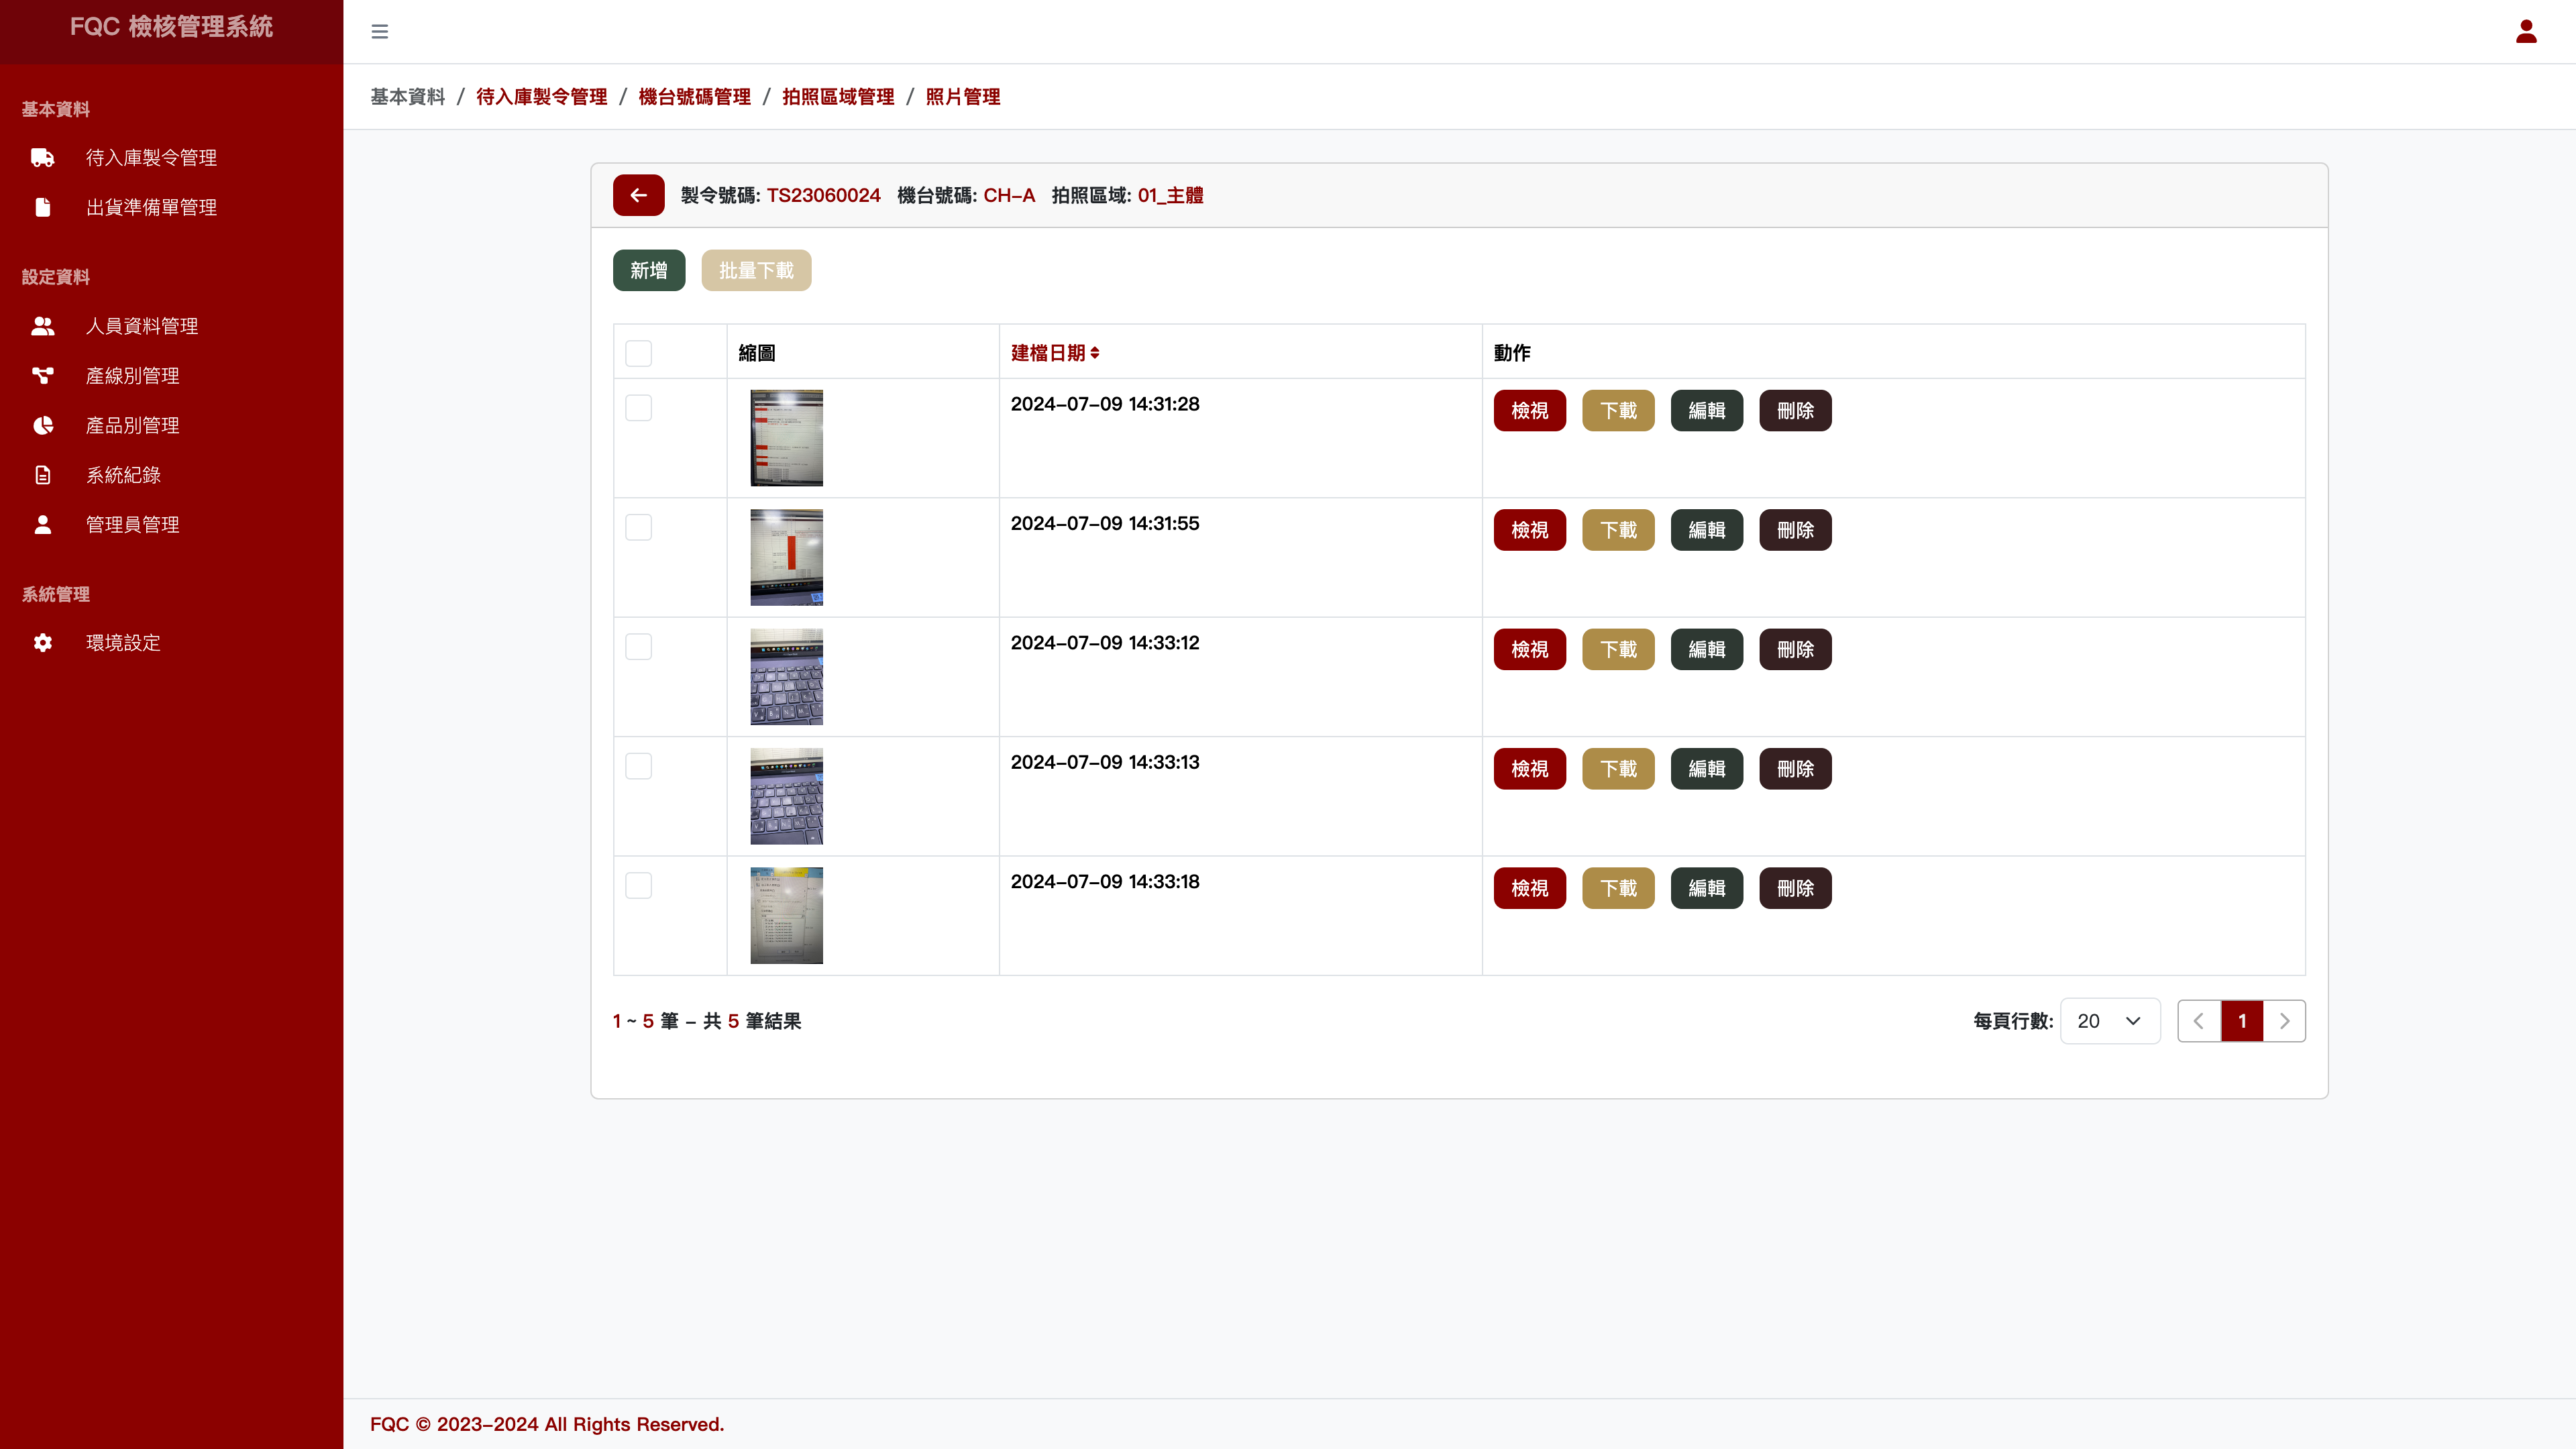 FQC 檢核管理系統
基本資料
待入庫製令管理
出貨準備單管理
設定資料
人員資料管理
產線別管理
產品別管理
系統紀錄
管理員管理
系統管理
環境設定
基本資料 / 待入庫製令管理 / 機台號碼管理 / 拍照區域管理 / 照片管理
製令號碼: TS23060024 機台號碼: CH-A 拍照區域: 01_主體
新增 批量下載
縮圖 建檔日期 動作
2024-07-09 14:31:28 檢視 下載 編輯 刪除
2024-07-09 14:31:55 檢視 下載 編輯 刪除
2024-07-09 14:33:12 檢視 下載 編輯 刪除
2024-07-09 14:33:13 檢視 下載 編輯 刪除
2024-07-09 14:33:18 檢視 下載 編輯 刪除
1 ~ 5 筆 - 共 5 筆結果 每頁行數: 20 1
FQC © 2023-2024 All Rights Reserved.